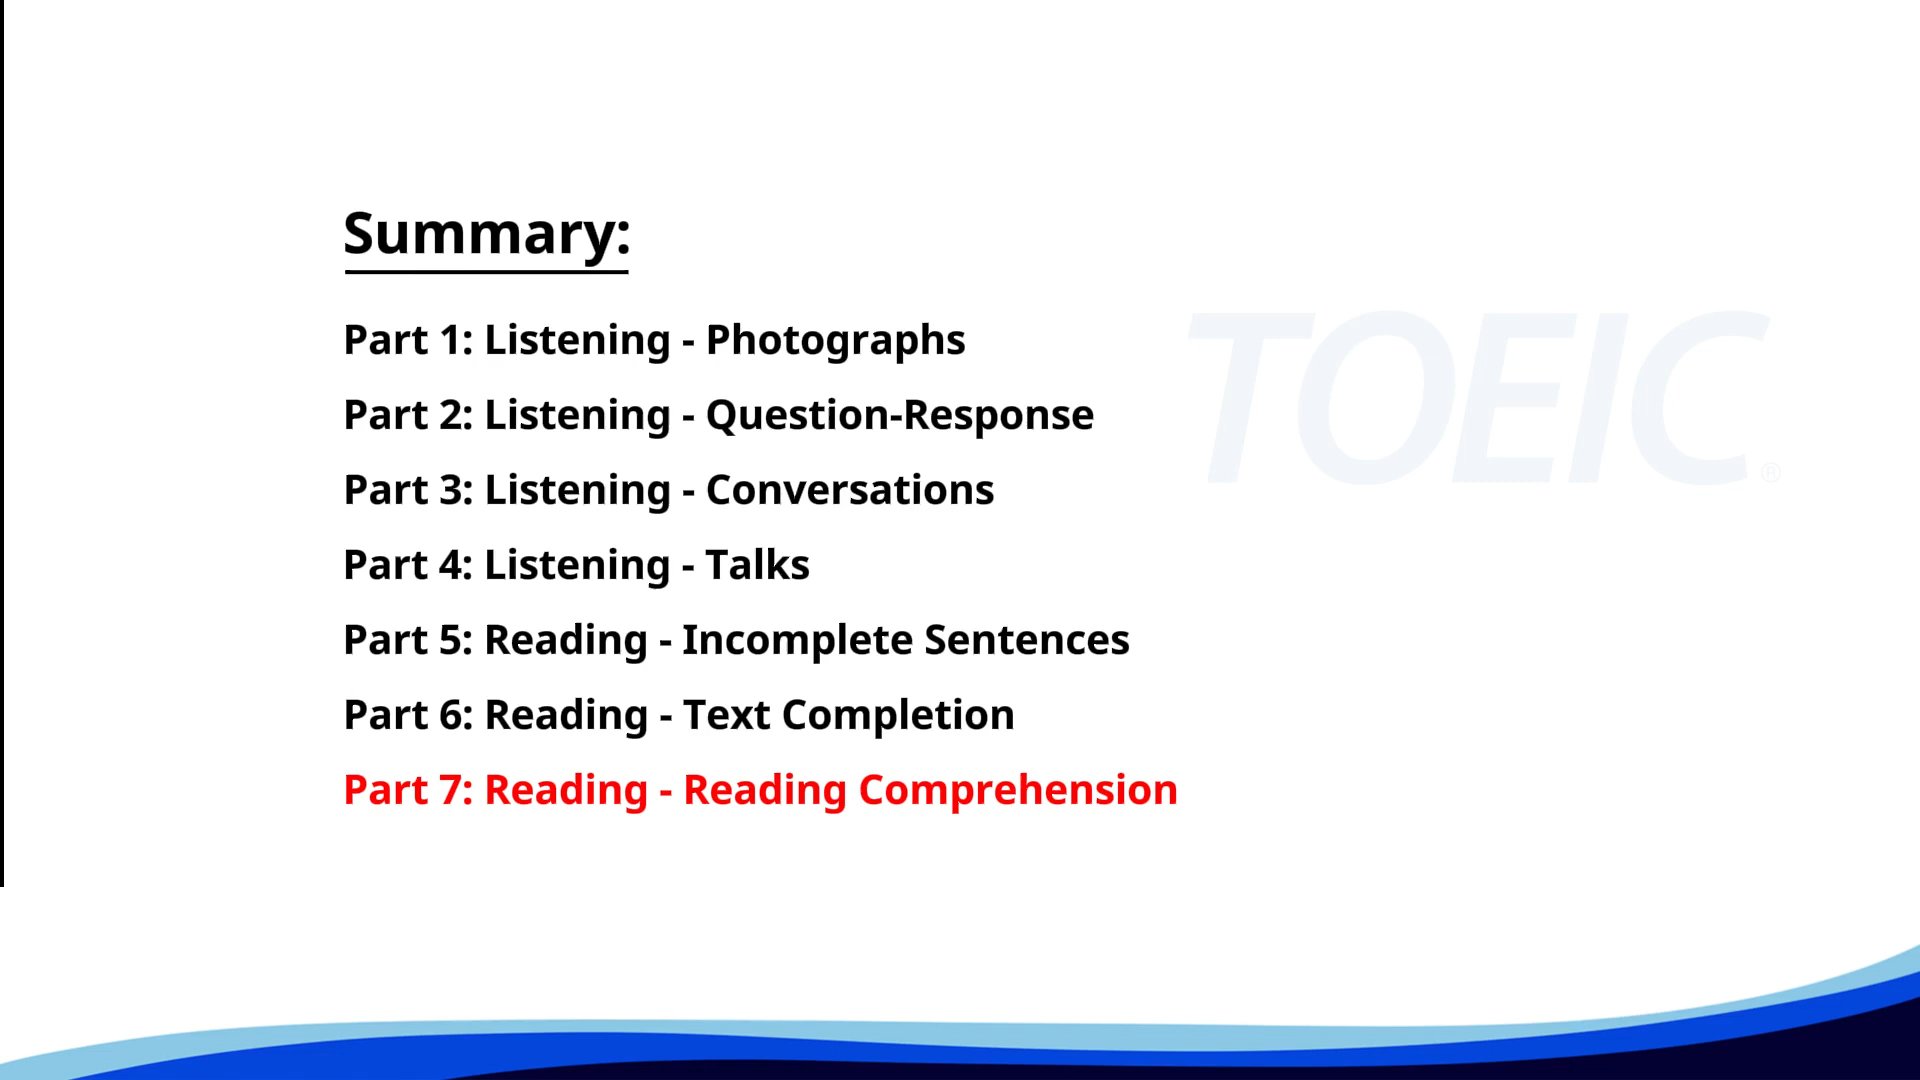 Summary:
Part 1: Listening - Photographs
Part 2: Listening - Question-Response
TOEIC®
Part 3: Listening - Conversations
Part 4: Listening - Talks
Part 5: Reading - Incomplete Sentences
Part 6: Reading - Text Completion
Part 7: Reading - Reading Comprehension